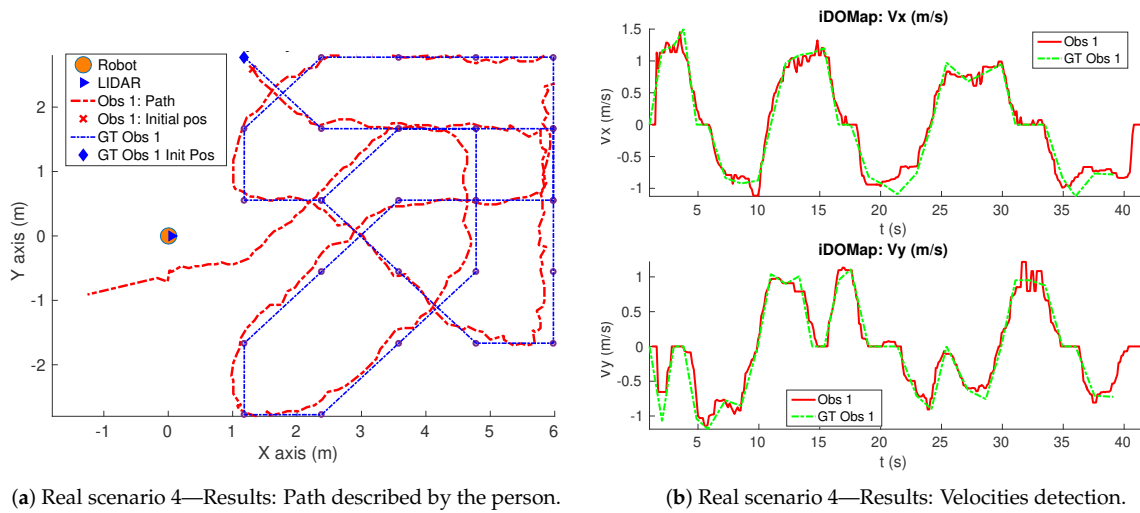 Robot
LIDAR
Obs 1: Path
Obs 1: Initial pos
GT Obs 1
GT Obs 1 Init Pos
2
1
0
-1
-2
Y axis (m)
-1 0 1 2 3 4 5 6
X axis (m)
(a) Real scenario 4—Results: Path described by the person.
iDOMap: Vx (m/s)
Obs 1
GT Obs 1
1.5
1
0.5
0
-0.5
-1
vx (m/s)
5 10 15 20 25 30 35 40
t (s)
iDOMap: Vy (m/s)
1
0.5
0
-0.5
-1
vy (m/s)
Obs 1
GT Obs 1
5 10 15 20 25 30 35 40
t (s)
(b) Real scenario 4—Results: Velocities detection.